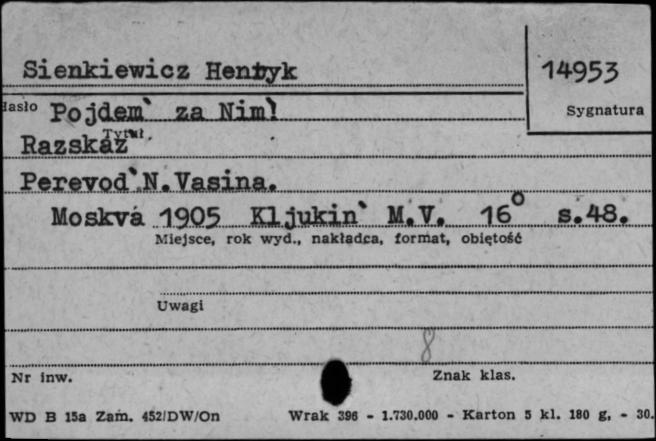 Sienkiewicz Henryk
14953
Hasło Pojdem` za Nim!
Sygnatura
Tytuł
Razskaz`
Perevod` N.Vasina.
Moskva 1905 Kljukin` M.V. 16° s.48.
Miejsce, rok wyd., nakładca, format, objętość
Uwagi
8
Nr inw.
Znak klas.
WD B 15a Zam. 452/DW/On Wrak 396 - 1.730.000 - Karton 5 kl. 180 g, - 30.